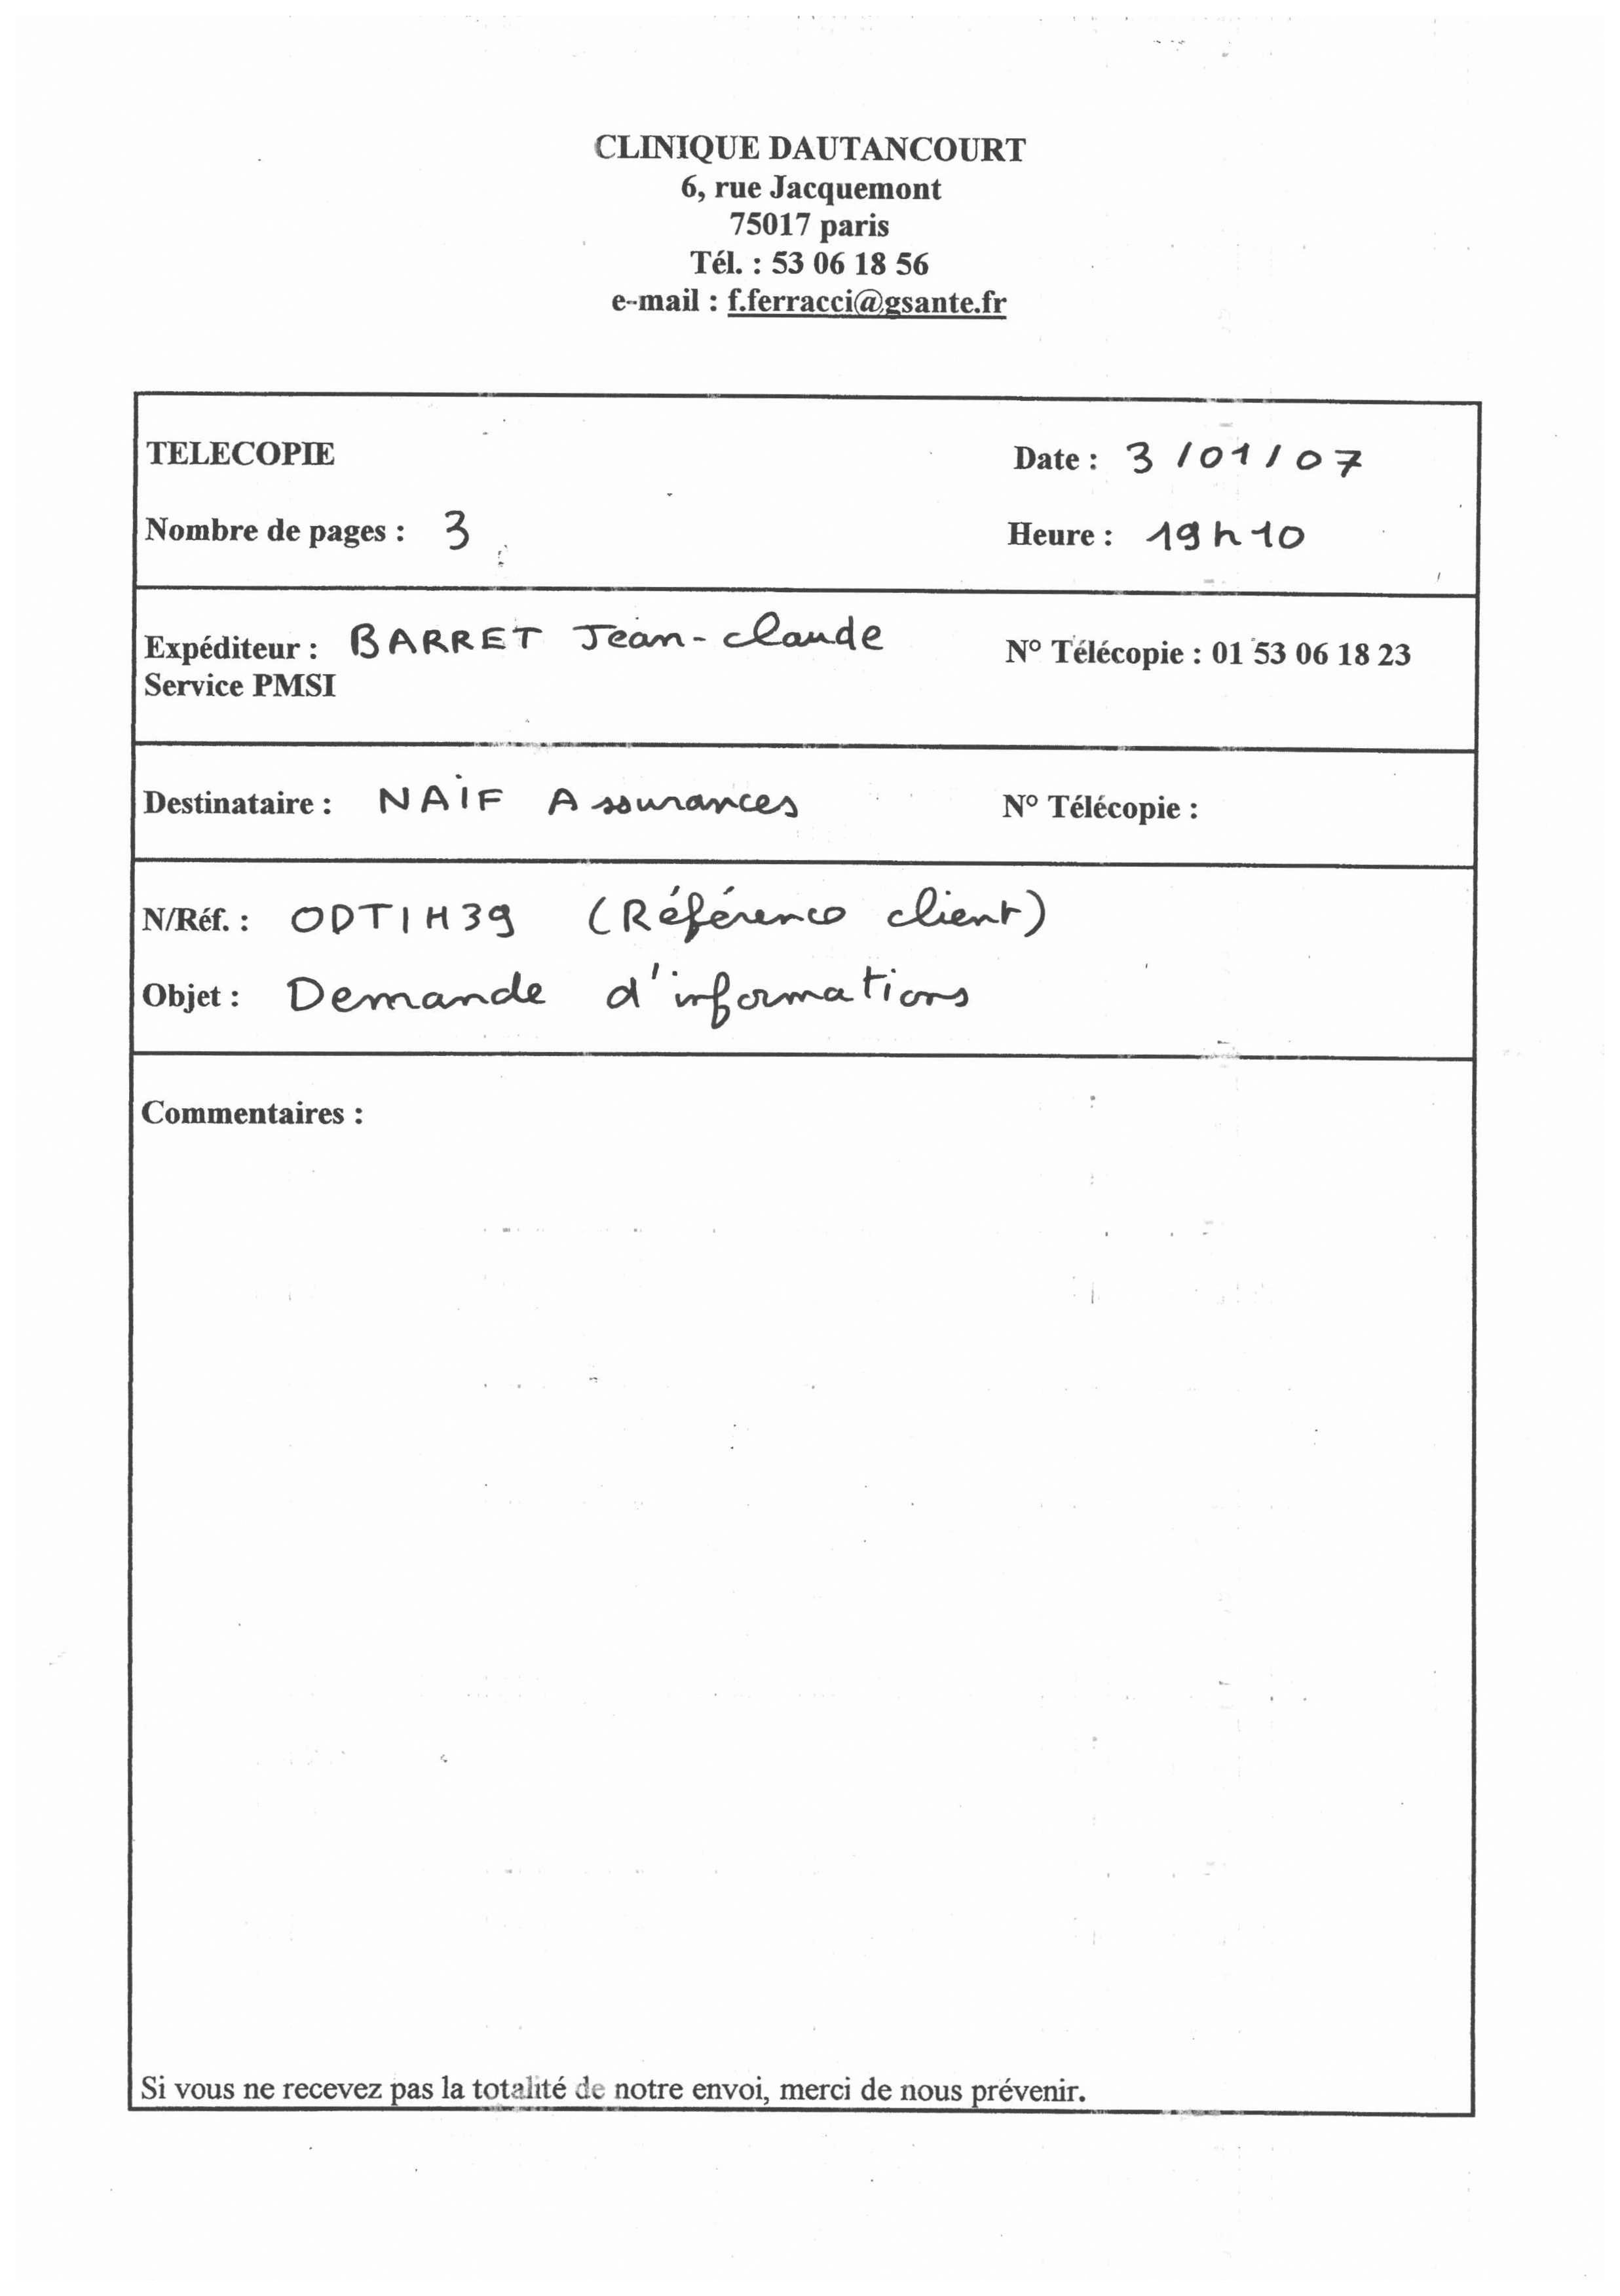 CLINIQUE DAUTANCOURT
6, rue Jacquemont
75017 paris
Tél. : 53 06 18 56
e-mail : f.ferracci@gsante.fr
TELECOPIE Date : 3/01/07
Nombre de pages : 3 Heure : 19h10
Expéditeur : BARRET Jean-claude N° Télécopie : 01 53 06 18 23
Service PMSI
Destinataire : NAIF Assurances N° Télécopie :
N/Réf. : ODTIH39 (Référence client)
Objet : Demande d'informations
Commentaires :
Si vous ne recevez pas la totalité de notre envoi, merci de nous prévenir.